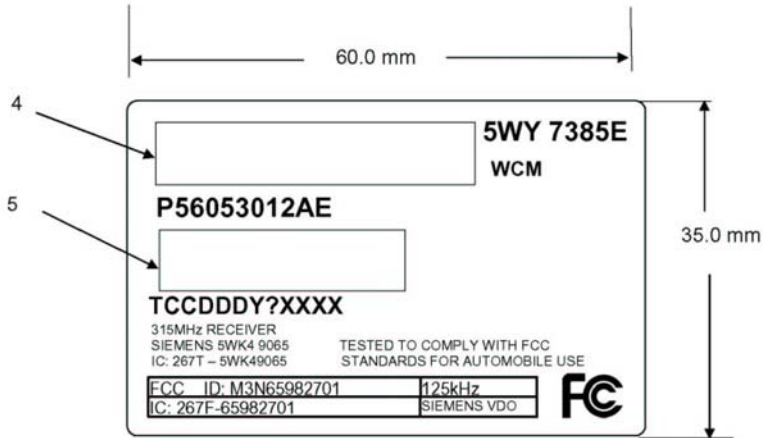 60.0 mm
4
5WY 7385E
WCM
P56053012AE
5
35.0 mm
TCCDDDY?XXXX
315MHz RECEIVER
SIEMENS 5WK4 9065 TESTED TO COMPLY WITH FCC
IC: 267T – 5WK49065 STANDARDS FOR AUTOMOBILE USE
FCC ID: M3N65982701 125kHz
IC: 267F-65982701 SIEMENS VDO
FC